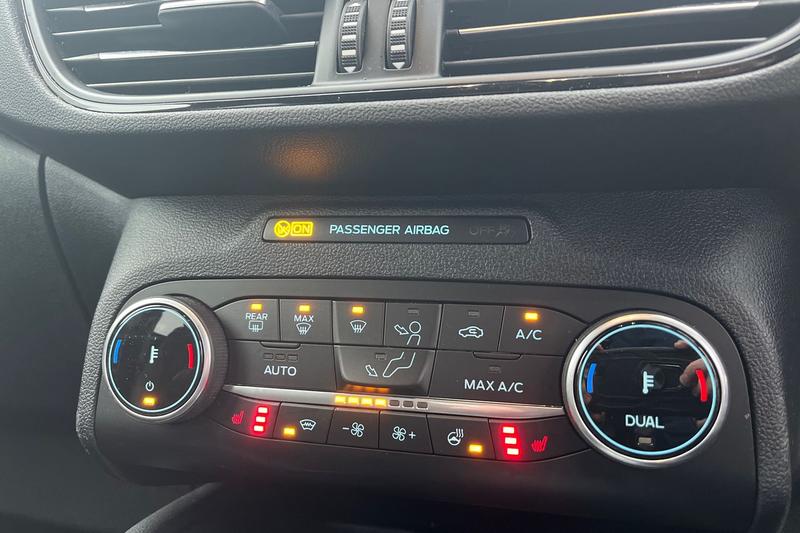 ON PASSENGER AIRBAG OFF
REAR MAX A/C
AUTO MAX A/C
DUAL